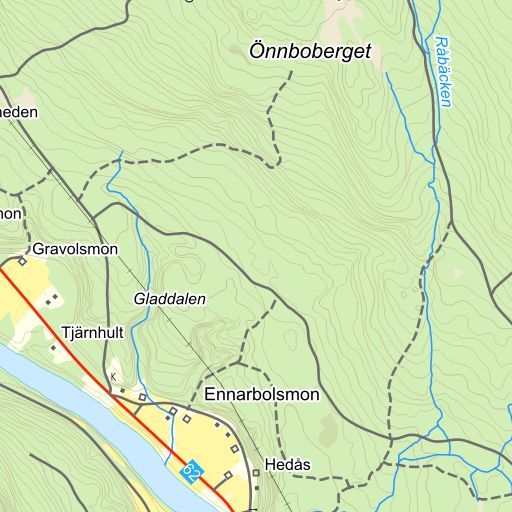 Önnboberget
Råbäcken
heden
mon
Gravolsmon
Gladdalen
Tjärnhult
K
Ennarbolsmon
Hedås
62